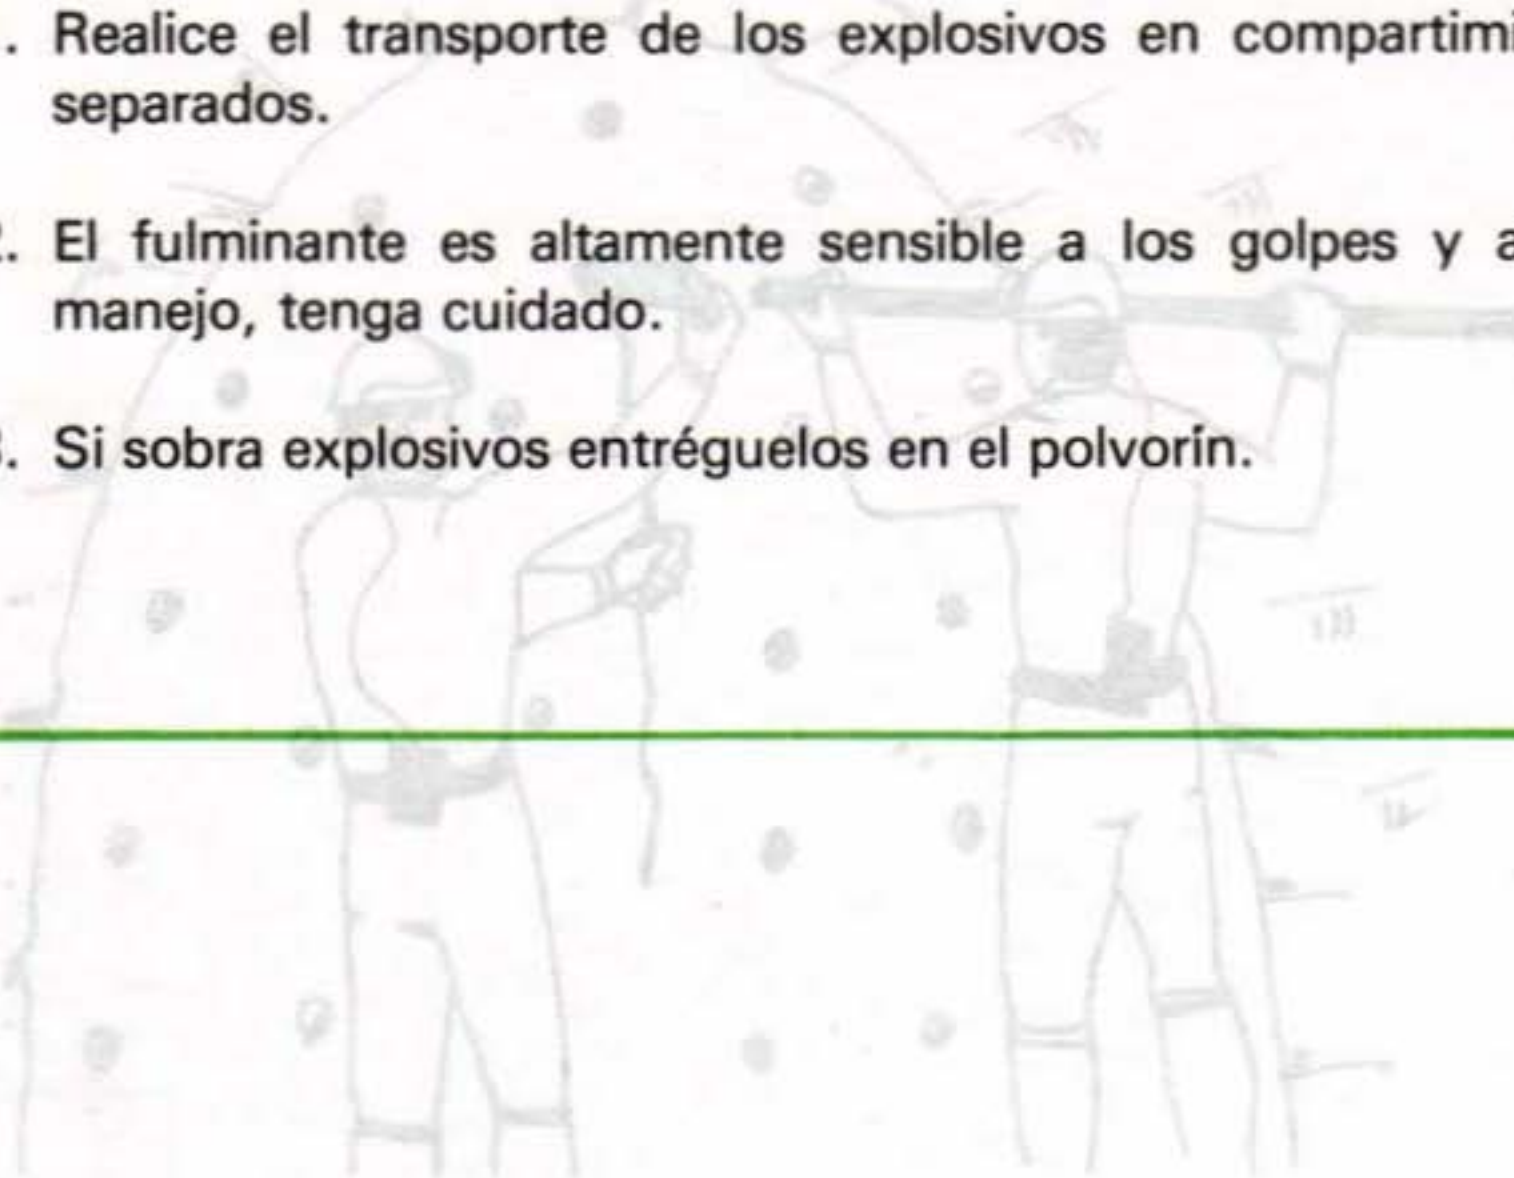 . Realice el transporte de los explosivos en
separados.
. El fulminante es altamente sensible a los golpes y
manejo, tenga cuidado.
. Si sobra explosivos entréguelos en el polvorín.